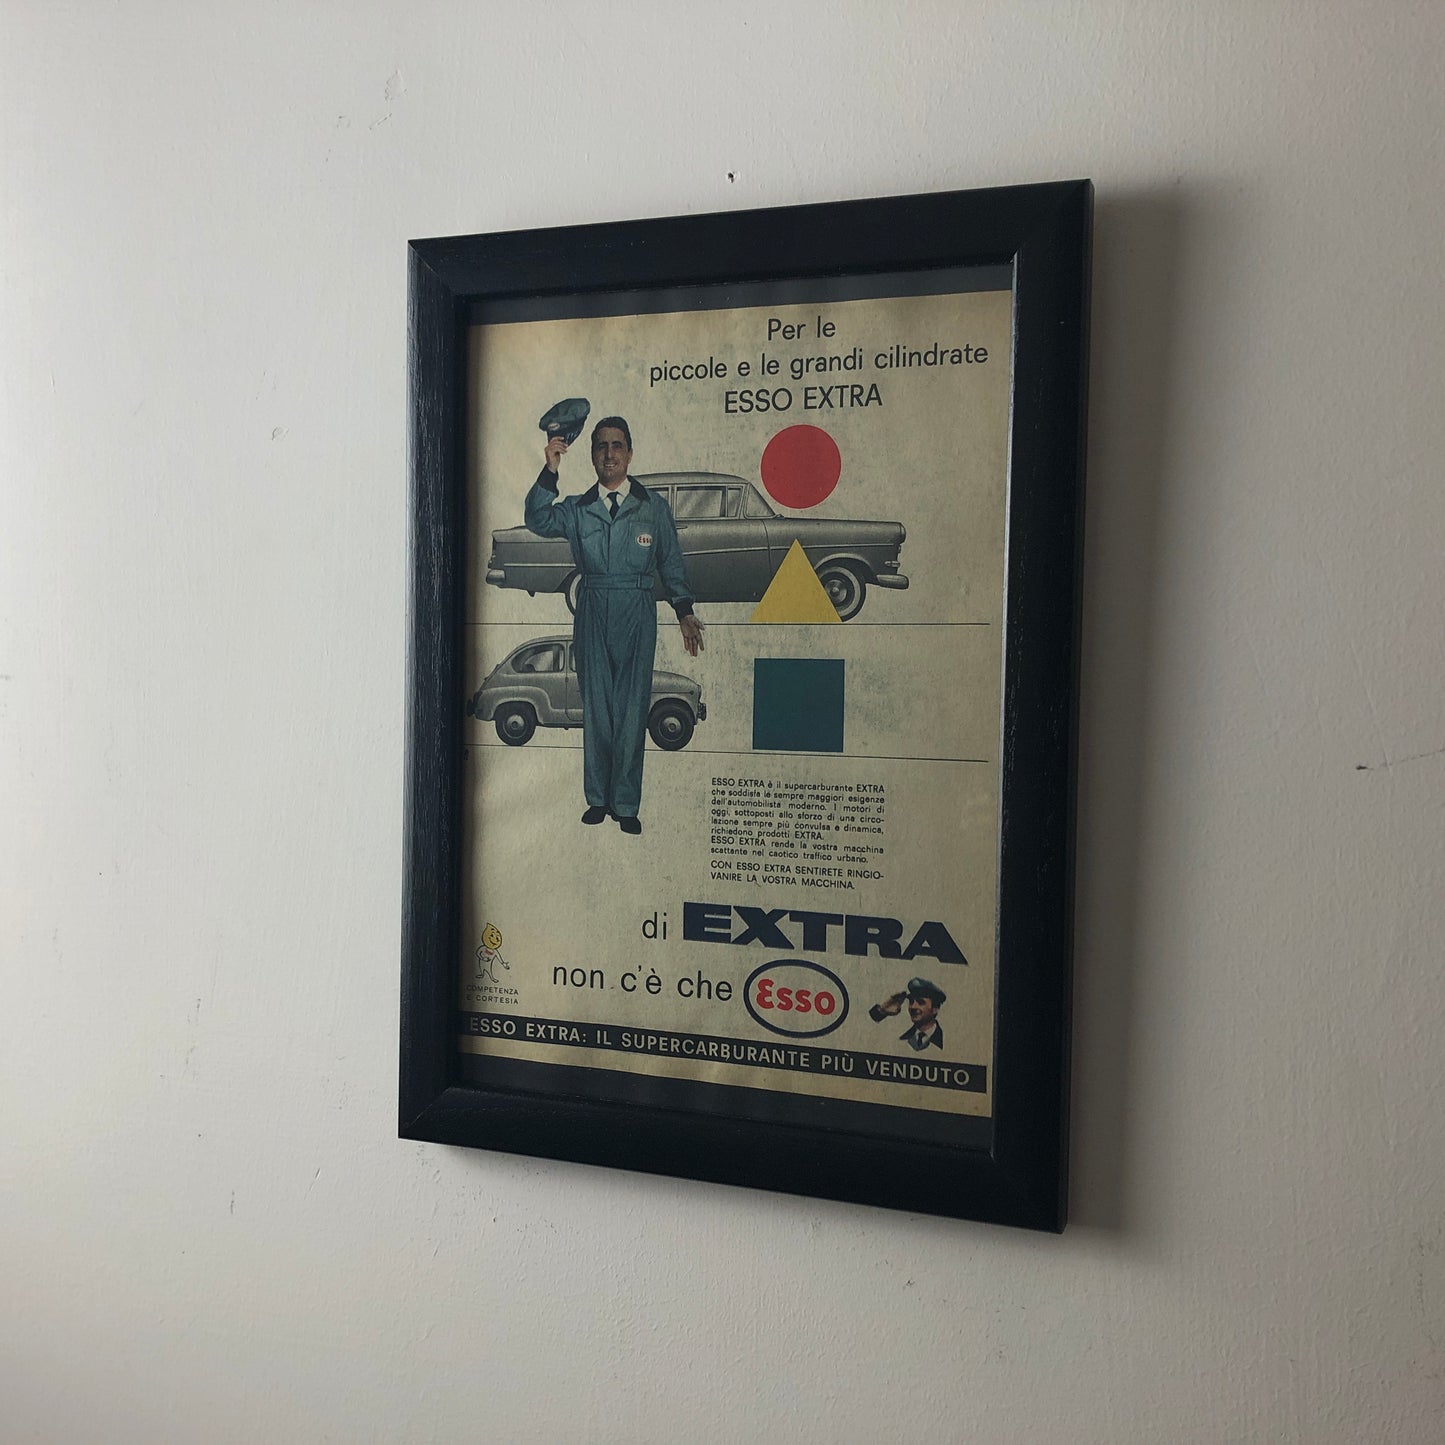 Per le
piccole e le grandi cilindrate
ESSO EXTRA
Esso
ESSO EXTRA è il supercarburante EXTRA
che soddisfa le sempre maggiori esigenze
dell'automobilista moderno. I motori di
oggi, sottoposti allo sforzo di una circo-
lazione sempre più convulsa e dinamica,
richiedono prodotti EXTRA.
ESSO EXTRA rende la vostra macchina
scattante nel caotico traffico urbano.
CON ESSO EXTRA SENTIRETE RINGIO-
VANIRE LA VOSTRA MACCHINA.
di EXTRA
non c'è che Esso
COMPETENZA
E CORTESIA
ESSO EXTRA: IL SUPERCARBURANTE PIÙ VENDUTO